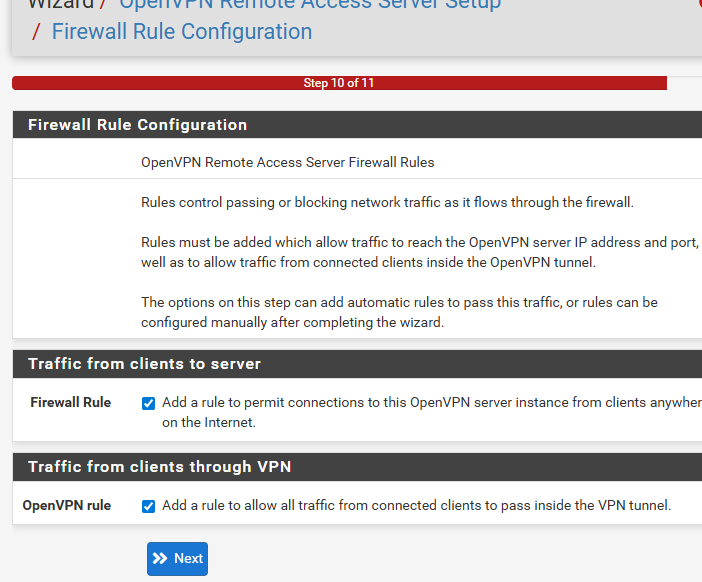 Wizard / OpenVPN Remote Access Server Setup
/ Firewall Rule Configuration
Step 10 of 11
Firewall Rule Configuration
OpenVPN Remote Access Server Firewall Rules
Rules control passing or blocking network traffic as it flows through the firewall.
Rules must be added which allow traffic to reach the OpenVPN server IP address and port,
well as to allow traffic from connected clients inside the OpenVPN tunnel.
The options on this step can add automatic rules to pass this traffic, or rules can be
configured manually after completing the wizard.
Traffic from clients to server
Firewall Rule
Add a rule to permit connections to this OpenVPN server instance from clients anywher
on the Internet.
Traffic from clients through VPN
OpenVPN rule
Add a rule to allow all traffic from connected clients to pass inside the VPN tunnel.
Next